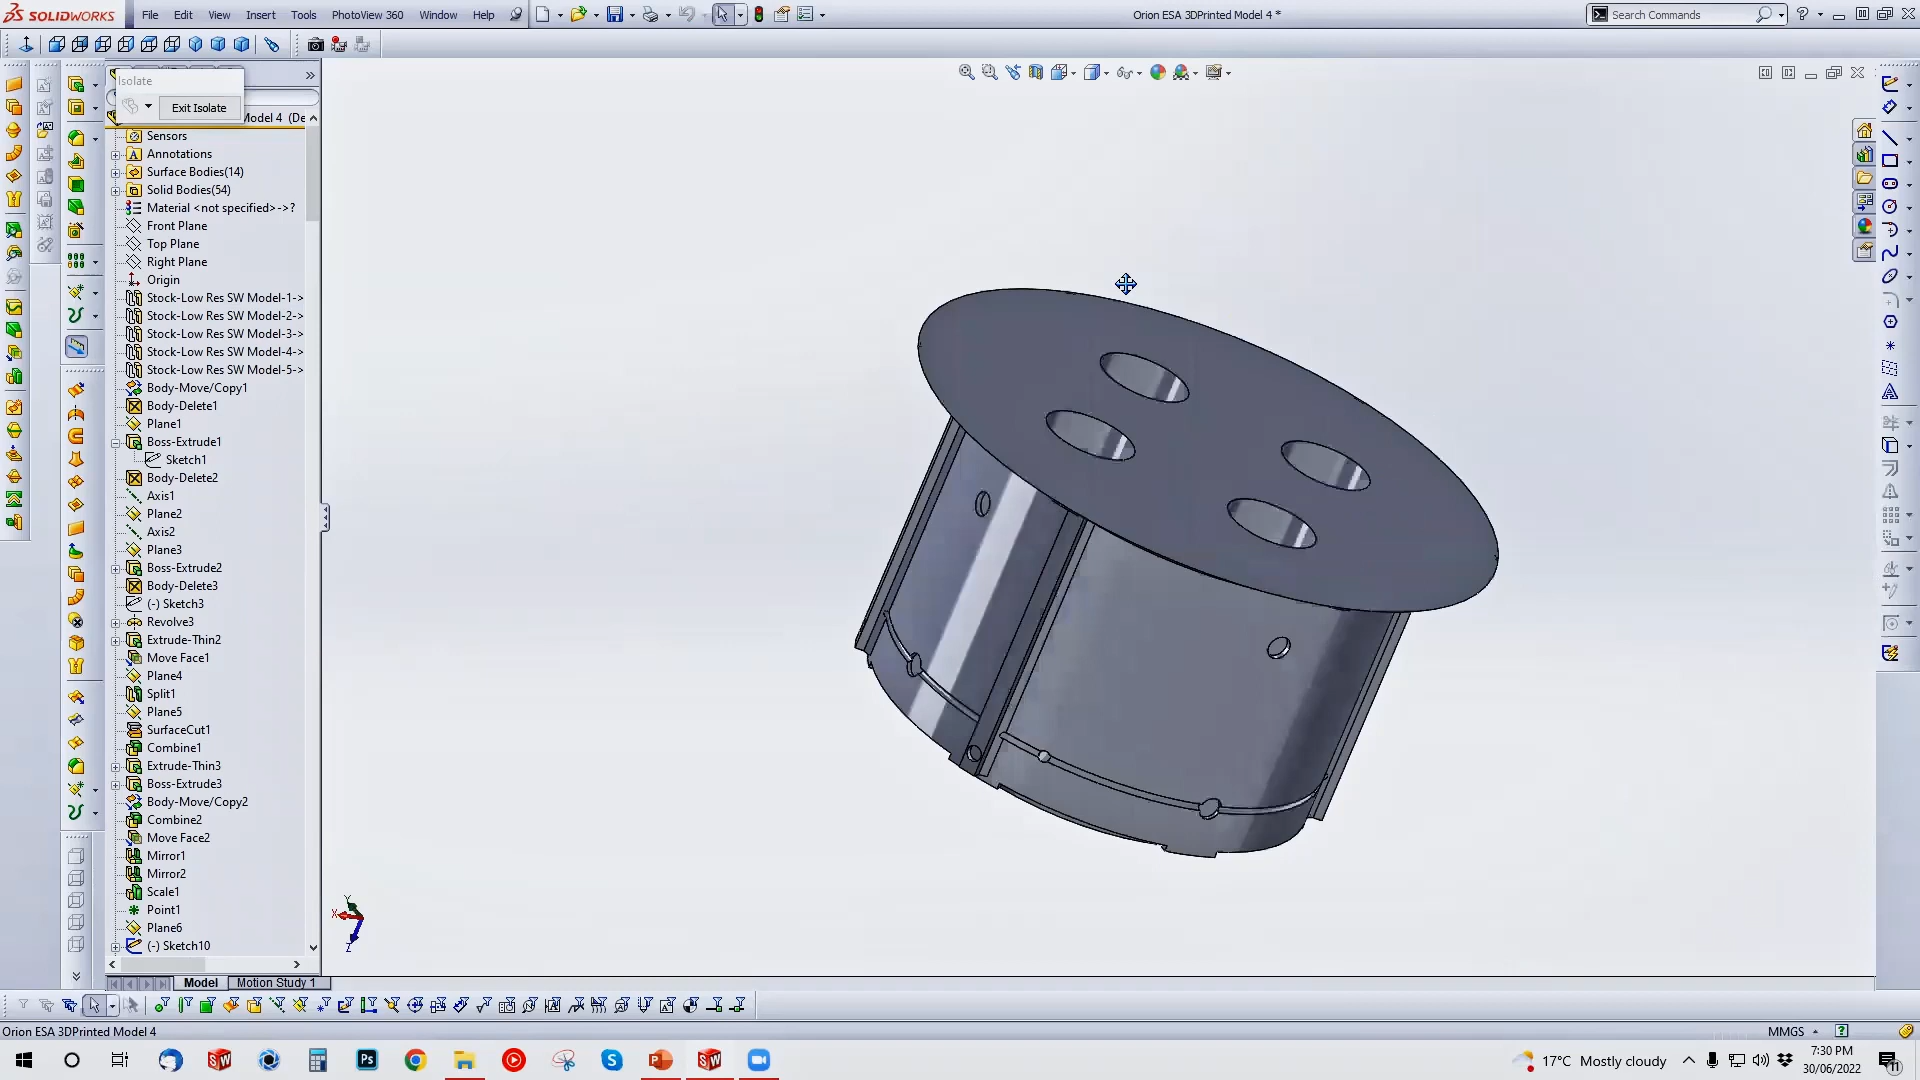 SOLIDWORKS File Edit View Insert Tools PhotoView 360 Window Help Orion ESA 3DPrinted Model 4 * Search Commands
Isolate
Exit Isolate
Model 4 (De
Sensors
Annotations
Surface Bodies(14)
Solid Bodies(54)
Material <not specified>->?
Front Plane
Top Plane
Right Plane
Origin
Stock-Low Res SW Model-1->
Stock-Low Res SW Model-2->
Stock-Low Res SW Model-3->
Stock-Low Res SW Model-4->
Stock-Low Res SW Model-5->
Body-Move/Copy1
Body-Delete1
Plane1
Boss-Extrude1
Sketch1
Body-Delete2
Axis1
Plane2
Axis2
Plane3
Boss-Extrude2
Body-Delete3
(-) Sketch3
Revolve3
Extrude-Thin2
Move Face1
Plane4
Split1
Plane5
SurfaceCut1
Combine1
Extrude-Thin3
Boss-Extrude3
Body-Move/Copy2
Combine2
Move Face2
Mirror1
Mirror2
Scale1
Point1
Plane6
(-) Sketch10
X Y Z
Model Motion Study 1
Orion ESA 3DPrinted Model 4 MMGS
17°C Mostly cloudy
7:30 PM
30/06/2022